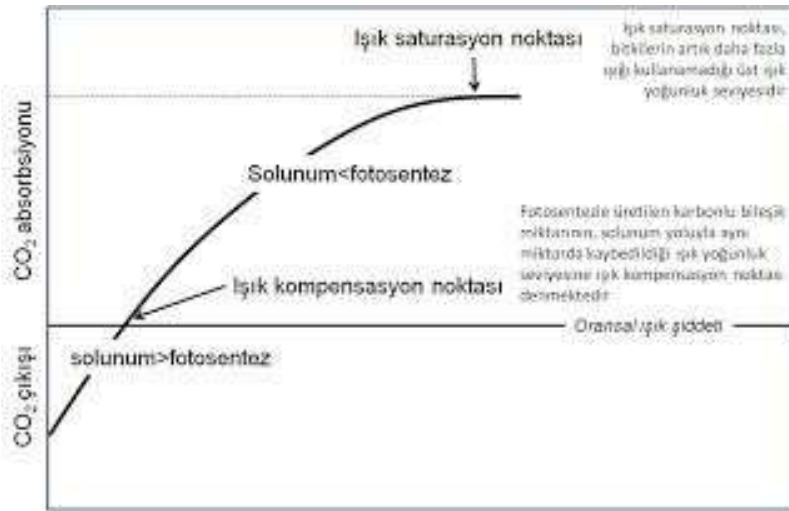 Işık saturasyon noktası
Işık saturasyon noktası,
bitkilerin artık daha fazla
ışığı kullanamadığı üst ışık
yoğunluk seviyesidir
CO2 absorbsiyonu
Solunum<fotosentez
Fotosentezle üretilen karbonlu bileşik
miktarının, solunum yoluyla aynı
miktarda kaybedildiği ışık yoğunluk
seviyesine ışık kompensasyon noktası
denmektedir
Işık kompensasyon noktası
Oransal ışık şiddeti
solunum>fotosentez
CO2 çıkışı